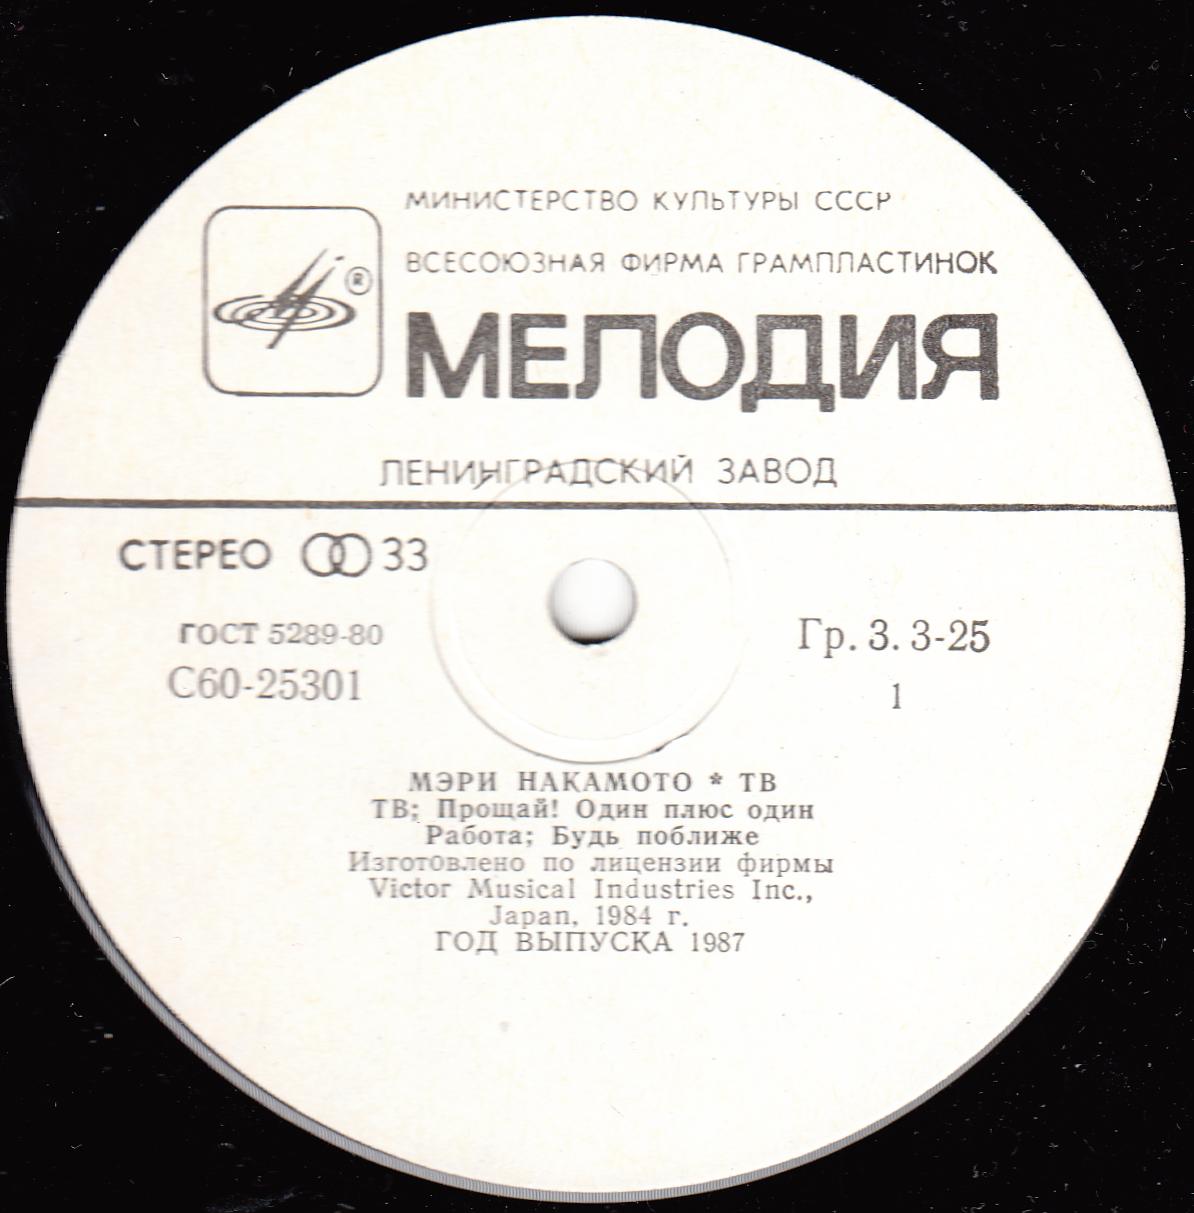 МИНИСТЕРСТВО КУЛЬТУРЫ СССР
ВСЕСОЮЗНАЯ ФИРМА ГРАМПЛАСТИНОК
®
МЕЛОДИЯ
ЛЕНИНГРАДСКИЙ ЗАВОД
СТЕРЕО 33
ГОСТ 5289-80
Гр. 3. 3-25
С60-25301
1
МЭРИ НАКАМОТО * ТВ
ТВ; Прощай! Один плюс один
Работа; Будь поближе
Изготовлено по лицензии фирмы
Victor Musical Industries Inc.,
Japan, 1984 г.
ГОД ВЫПУСКА 1987